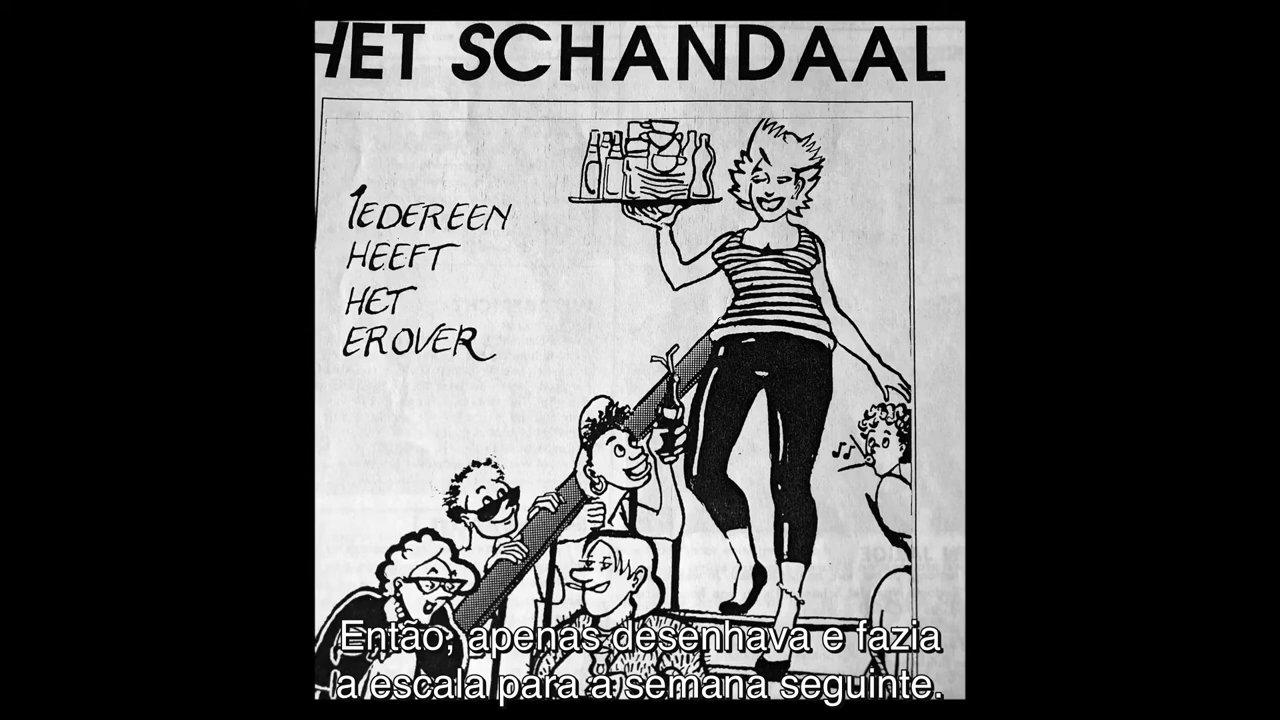 HET SCHANDAAL
IEDEREEN
HEEFT
HET
EROVER
Então, apenas desenhava e fazia
a escala para a semana seguinte.